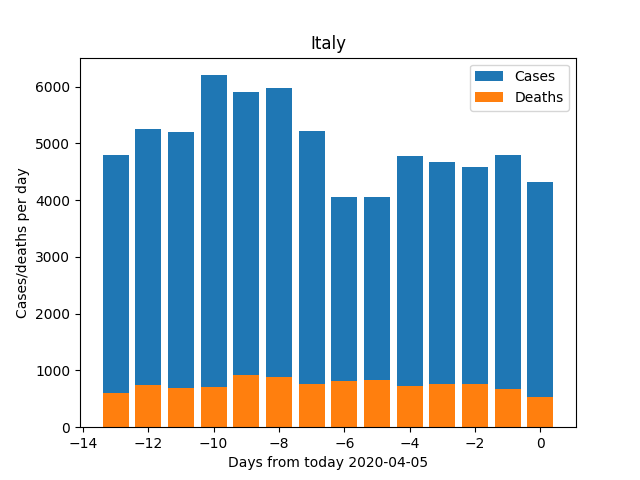 Italy
Cases
Deaths
Cases/deaths per day
6000
5000
4000
3000
2000
1000
0
−14 −12 −10 −8 −6 −4 −2 0
Days from today 2020-04-05